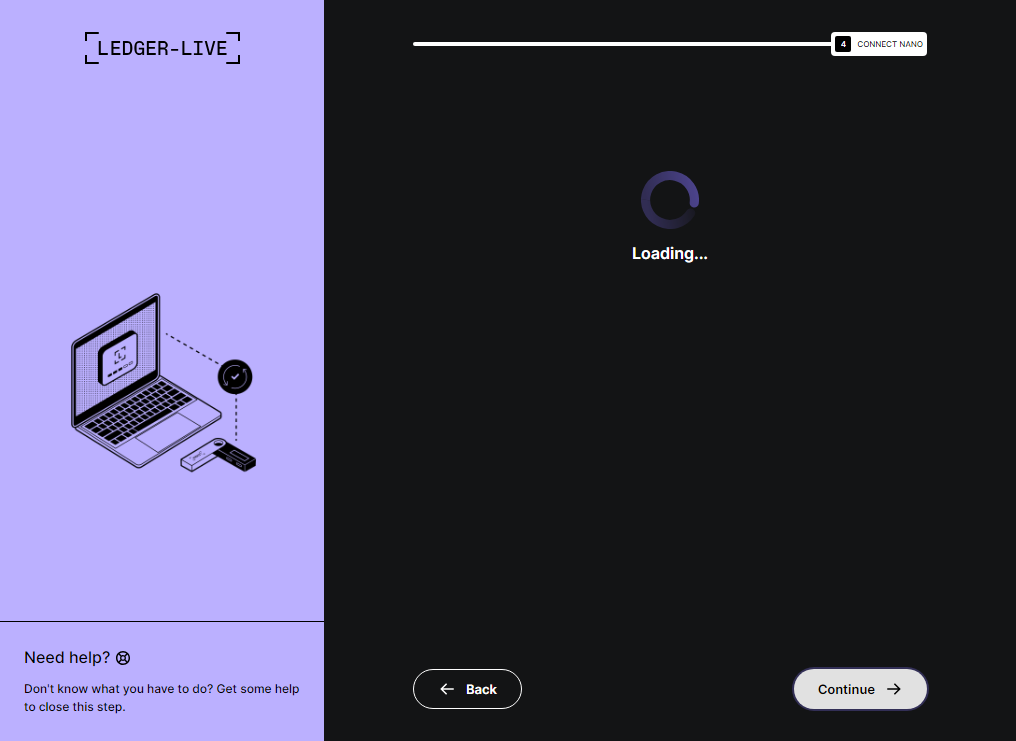 LEDGER-LIVE
4 CONNECT NANO
Loading...
Need help?
Don't know what you have to do? Get some help
to close this step.
Back
Continue